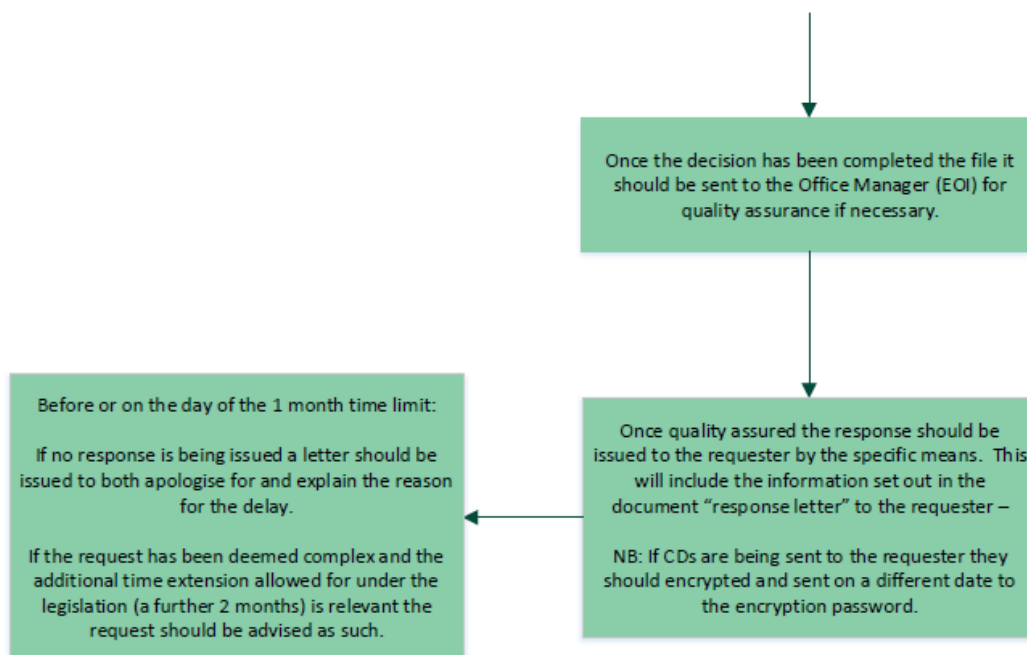 Once the decision has been completed the file it
should be sent to the Office Manager (EOI) for
quality assurance if necessary.
Once quality assured the response should be
issued to the requester by the specific means.  This
will include the information set out in the
document “response letter” to the requester –
NB: If CDs are being sent to the requester they
should encrypted and sent on a different date to
the encryption password.
Before or on the day of the 1 month time limit:
If no response is being issued a letter should be
issued to both apologise for and explain the reason
for the delay.
If the request has been deemed complex and the
additional time extension allowed for under the
legislation (a further 2 months) is relevant the
request should be advised as such.